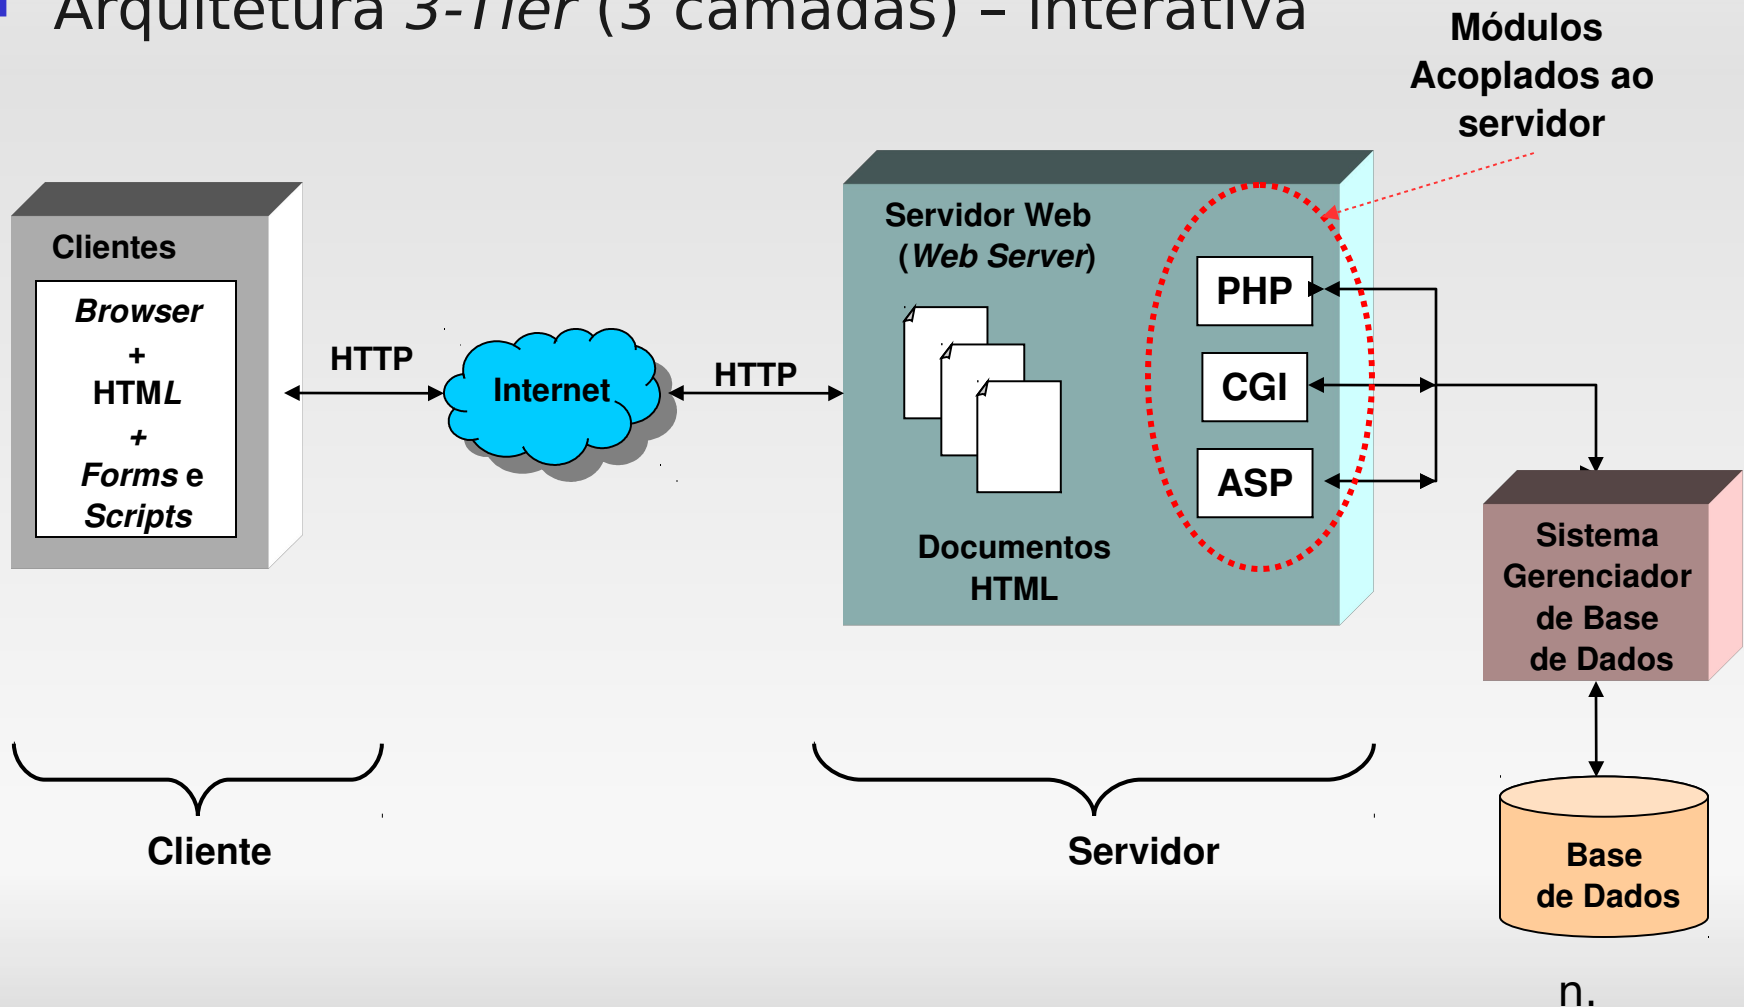 Arquitetura 3-Tier (3 camadas) – interativa
Módulos
Acoplados ao
servidor
Clientes
Browser
+
HTML
+
Forms e
Scripts
HTTP
Internet
HTTP
Servidor Web
(Web Server)
Documentos
HTML
PHP
CGI
ASP
Sistema
Gerenciador
de Base
de Dados
Base
de Dados
Cliente
Servidor
n.